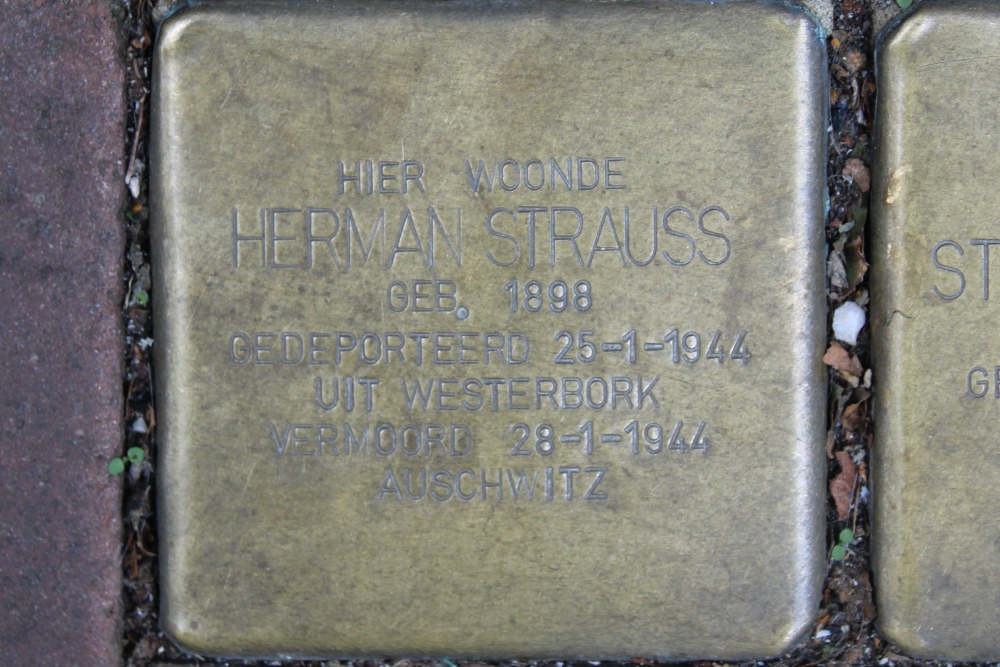 HIER WOONDE
HERMAN STRAUSS
GEB. 1898
GEDEPORTEERD 25-1-1944
UIT WESTERBORK
VERMOORD 28-1-1944
AUSCHWITZ